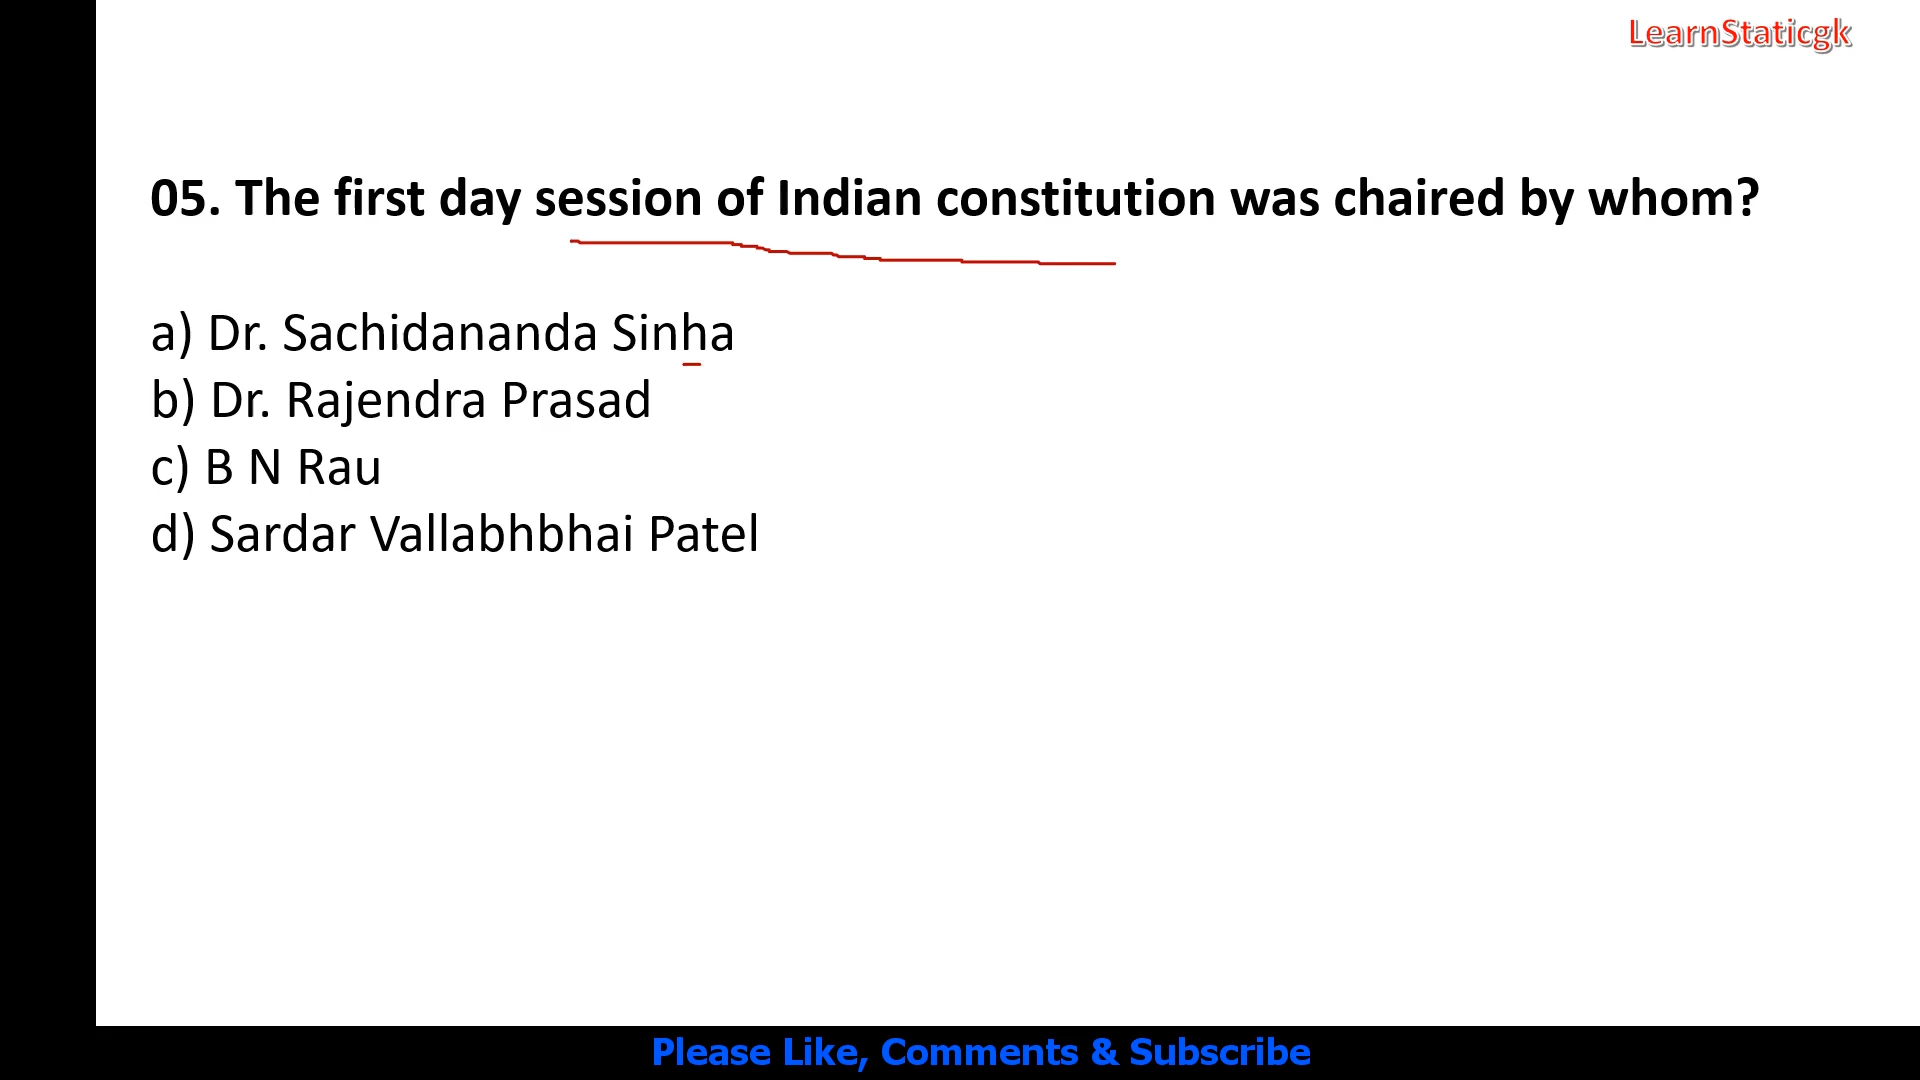 LearnStaticgk
05. The first day session of Indian constitution was chaired by whom?
a) Dr. Sachidananda Sinha
b) Dr. Rajendra Prasad
c) B N Rau
d) Sardar Vallabhbhai Patel
Please Like, Comments & Subscribe